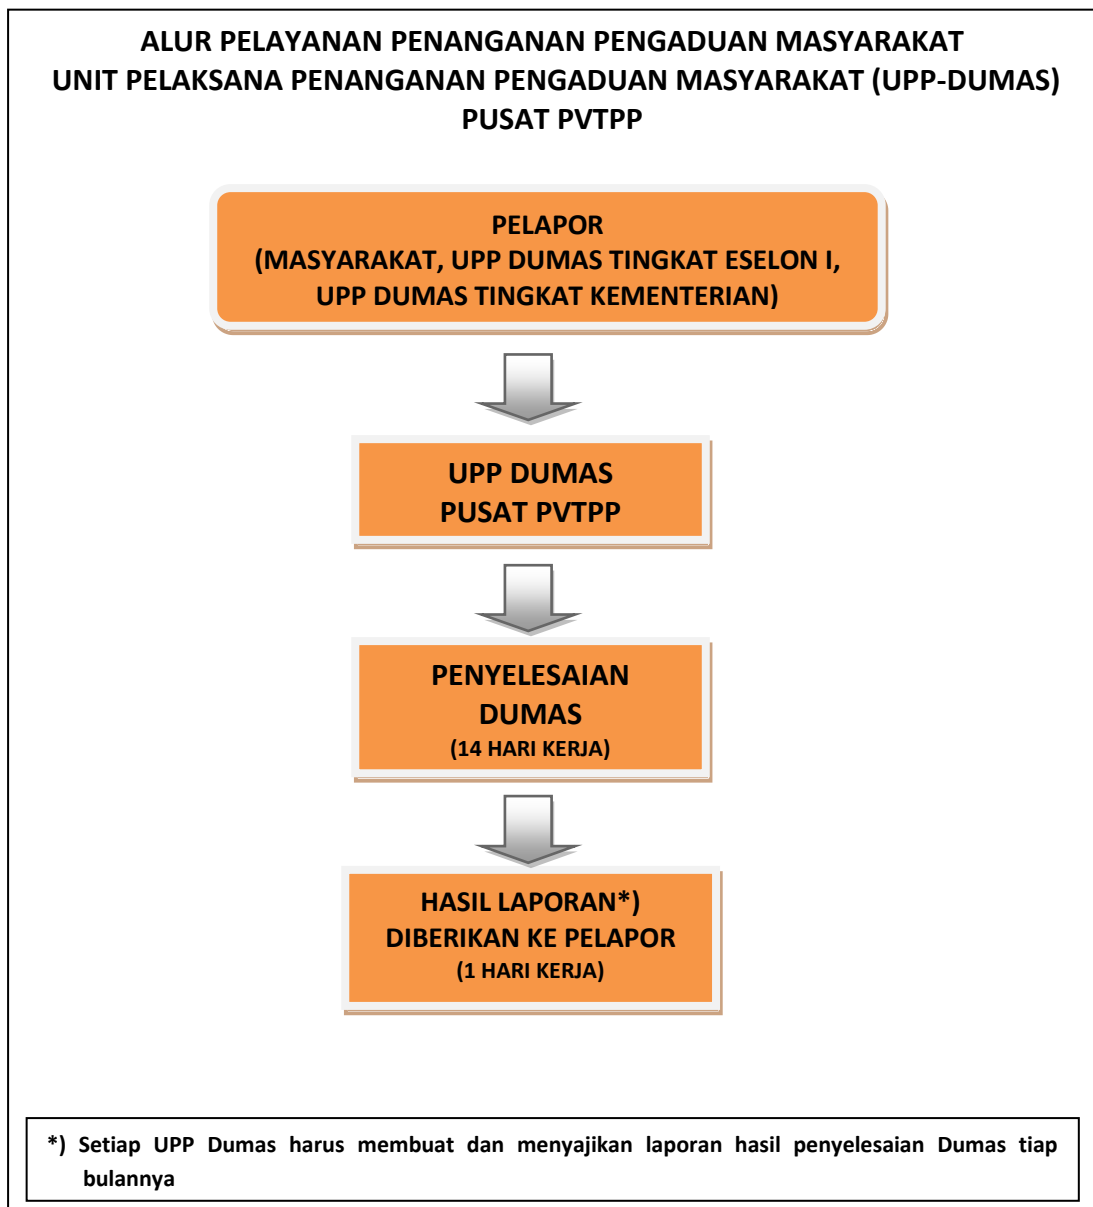 ALUR PELAYANAN PENANGANAN PENGADUAN MASYARAKAT
UNIT PELAKSANA PENANGANAN PENGADUAN MASYARAKAT (UPP-DUMAS)
PUSAT PVTPP
PELAPOR
(MASYARAKAT, UPP DUMAS TINGKAT ESELON I,
UPP DUMAS TINGKAT KEMENTERIAN)
UPP DUMAS
PUSAT PVTPP
PENYELESAIAN
DUMAS
(14 HARI KERJA)
HASIL LAPORAN*)
DIBERIKAN KE PELAPOR
(1 HARI KERJA)
*) Setiap UPP Dumas harus membuat dan menyajikan laporan hasil penyelesaian Dumas tiap
bulannya